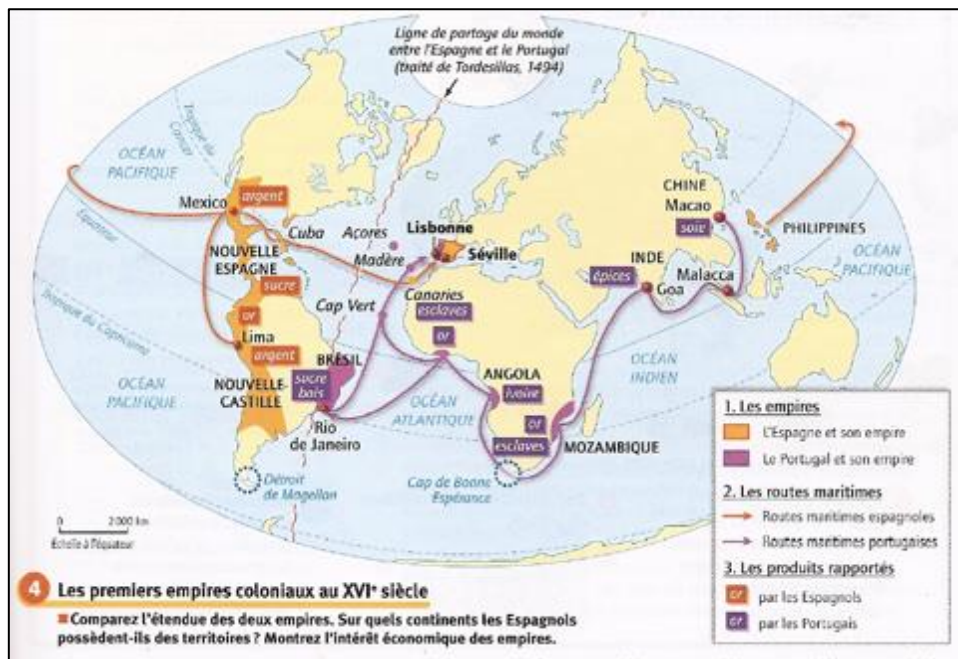 Ligne de partage du monde
entre l'Espagne et le Portugal
(traité de Tordesillas, 1494)
Tropique du
Cancer
OCÉAN
PACIFIQUE
Équateur
Tropique du Capricorne
Mexico
argent
Cuba
NOUVELLE
ESPAGNE
sucre
or
Lima
argent
NOUVELLE-
CASTILLE
OCÉAN
PACIFIQUE
BRÉSIL
sucre
bois
Rio
de Janeiro
Détroit
de Magellan
Açores
Madère
Lisbonne
Séville
Cap Vert
Canaries
esclaves
or
OCÉAN
ATLANTIQUE
ANGOLA
ivoire
or
esclaves
MOZAMBIQUE
Cap de Bonne
Espérance
CHINE
Macao
soie
INDE
épices
Goa
Malacca
PHILIPPINES
OCÉAN
PACIFIQUE
OCÉAN
INDIEN
0 2 000 km
Échelle à l'équateur
1. Les empires
L'Espagne et son empire
Le Portugal et son empire
2. Les routes maritimes
Routes maritimes espagnoles
Routes maritimes portugaises
3. Les produits rapportés
or par les Espagnols
or par les Portugais
4 Les premiers empires coloniaux au XVIe siècle
Comparez l'étendue des deux empires. Sur quels continents les Espagnols
possèdent-ils des territoires ? Montrez l'intérêt économique des empires.